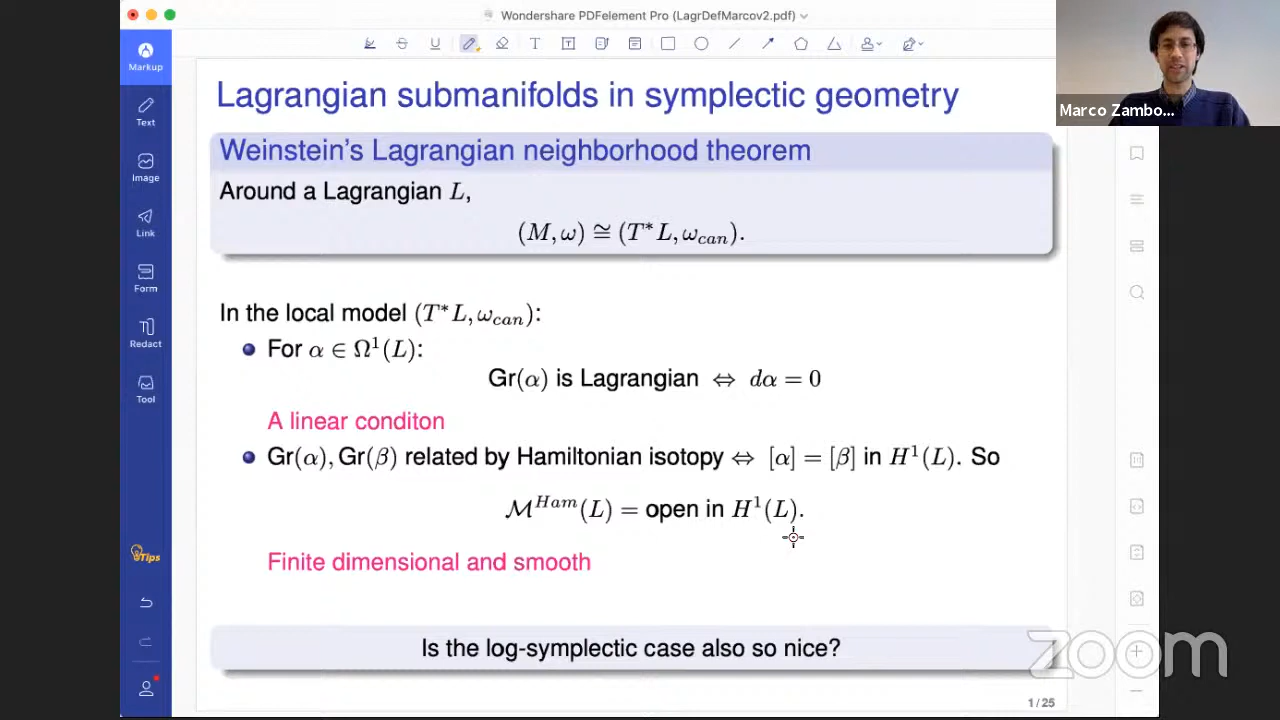 Wondershare PDFelement Pro (LagrDefMarcov2.pdf)
Markup
Text
Image
Link
Form
Redact
Tool
Tips
Marco Zambo...
Lagrangian submanifolds in symplectic geometry
Weinstein's Lagrangian neighborhood theorem
Around a Lagrangian L,
(M, ω) ≅ (T*L, ω_can).
In the local model (T*L, ω_can):
For α ∈ Ω¹(L):
Gr(α) is Lagrangian ⇔ dα = 0
A linear conditon
Gr(α), Gr(β) related by Hamiltonian isotopy ⇔ [α] = [β] in H¹(L). So
ℳ^Ham(L) = open in H¹(L).
Finite dimensional and smooth
Is the log-symplectic case also so nice?
zoom
1 / 25